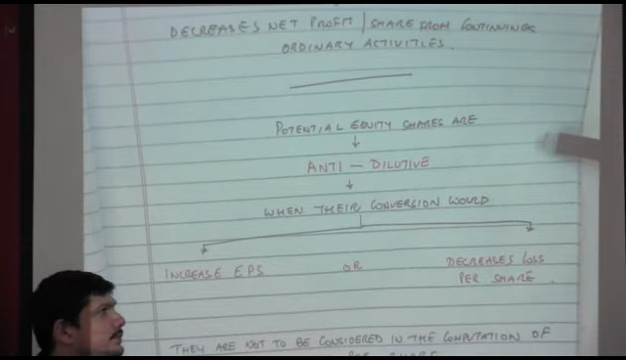 DECREASES NET PROFIT / SHARE FROM CONTINUING
ORDINARY ACTIVITIES.
POTENTIAL EQUITY SHARES ARE
ANTI - DILUTIVE
WHEN THEIR CONVERSION WOULD
INCREASE EPS OR DECREASES LOSS
PER SHARE.
THEY ARE NOT TO BE CONSIDERED IN THE COMPUTATION OF